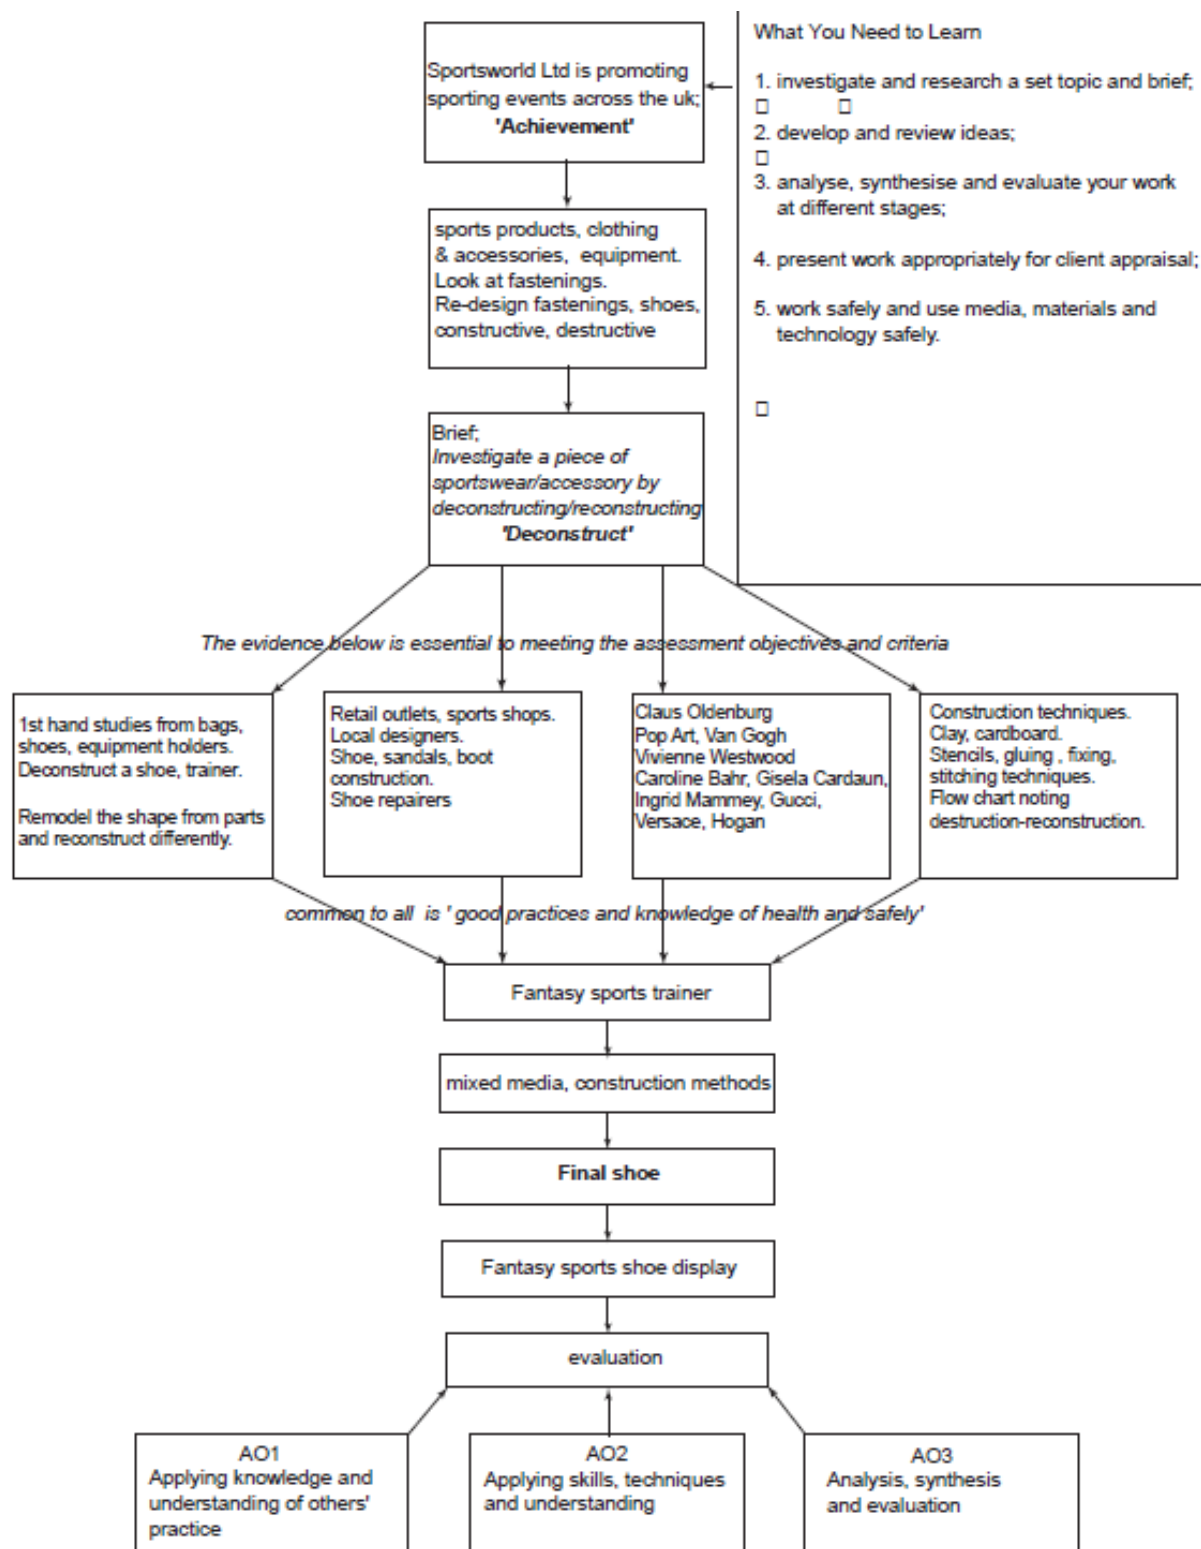 Sportsworld Ltd is promoting
sporting events across the uk;
'Achievement'
What You Need to Learn
1. investigate and research a set topic and brief;
2. develop and review ideas;
3. analyse, synthesise and evaluate your work
at different stages;
4. present work appropriately for client appraisal;
5. work safely and use media, materials and
technology safely.
sports products, clothing
& accessories, equipment.
Look at fastenings.
Re-design fastenings, shoes,
constructive, destructive
Brief;
Investigate a piece of
sportswear/accessory by
deconstructing/reconstructing
'Deconstruct'
The evidence below is essential to meeting the assessment objectives and criteria
1st hand studies from bags,
shoes, equipment holders.
Deconstruct a shoe, trainer.
Remodel the shape from parts
and reconstruct differently.
Retail outlets, sports shops.
Local designers.
Shoe, sandals, boot
construction.
Shoe repairers
Claus Oldenburg
Pop Art, Van Gogh
Vivienne Westwood
Caroline Bahr, Gisela Cardaun,
Ingrid Mammey, Gucci,
Versace, Hogan
Construction techniques.
Clay, cardboard.
Stencils, gluing , fixing,
stitching techniques.
Flow chart noting
destruction-reconstruction.
common to all is ' good practices and knowledge of health and safely'
Fantasy sports trainer
mixed media, construction methods
Final shoe
Fantasy sports shoe display
evaluation
AO1
Applying knowledge and
understanding of others'
practice
AO2
Applying skills, techniques
and understanding
AO3
Analysis, synthesis
and evaluation